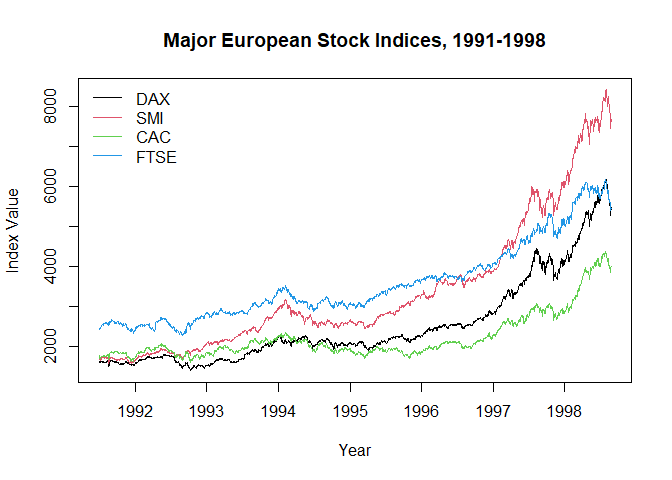 Major European Stock Indices, 1991-1998
DAX
SMI
CAC
FTSE
8000
6000
4000
2000
Index Value
1992 1993 1994 1995 1996 1997 1998
Year